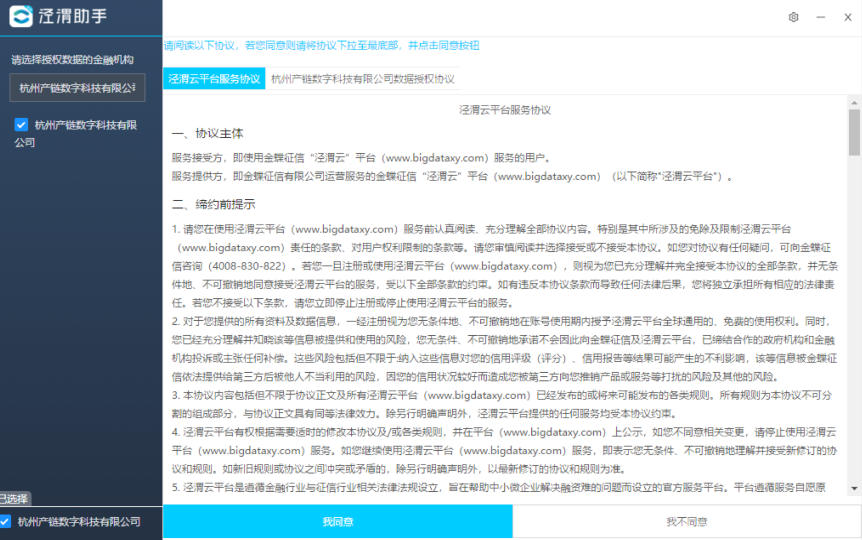 泾渭助手
请选择授权数据的金融机构
杭州产链数字科技有限公
杭州产链数字科技有限
公司
已选择
杭州产链数字科技有限公司
请阅读以下协议，若您同意则请将协议下拉至最底部，并点击同意按钮
泾渭云平台服务协议 杭州产链数字科技有限公司数据授权协议
泾渭云平台服务协议
一、协议主体
服务接受方，即使用金蝶征信“泾渭云”平台（www.bigdataxy.com）服务的用户。
服务提供方，即金蝶征信有限公司运营服务的金蝶征信“泾渭云”平台（www.bigdataxy.com）（以下简称"泾渭云平台"）。
二、缔约前提示
1. 请您在使用泾渭云平台（www.bigdataxy.com）服务前认真阅读、充分理解全部协议内容。特别是其中所涉及的免除及限制泾渭云平台
（www.bigdataxy.com）责任的条款、对用户权利限制的条款等。请您审慎阅读并选择接受或不接受本协议。如您对协议有任何疑问，可向金蝶征
信咨询（4008-830-822）。若您一旦注册或使用泾渭云平台（www.bigdataxy.com），则视为您已充分理解并完全接受本协议的全部条款，并无条
件地、不可撤销地同意接受泾渭云平台的服务，受以下全部条款的约束。如有违反本协议条款而导致任何法律后果，您将独立承担所有相应的法律责
任。若您不接受以下条款，请您立即停止注册或停止使用泾渭云平台的服务。
2. 对于您提供的所有资料及数据信息，一经注册视为您无条件地、不可撤销地在账号使用期内授予泾渭云平台全球通用的、免费的使用权利。同时，
您已经充分理解并知晓该等信息被提供和使用的风险，您无条件、不可撤销地承诺不会因此向金蝶征信及泾渭云平台，已缔结合作的政府机构和金融
机构投诉或主张任何补偿。这些风险包括但不限于:纳入这些信息对您的信用评级（评分）、信用报告等结果可能产生的不利影响，该等信息被金蝶征
信依法提供给第三方后被他人不当利用的风险，因您的信用状况较好而造成您被第三方向您推销产品或服务等打扰的风险及其他的风险。
3. 本协议内容包括但不限于协议正文及所有泾渭云平台（www.bigdataxy.com）已经发布的或将来可能发布的各类规则。所有规则为本协议不可分
割的组成部分，与协议正文具有同等法律效力。除另行明确声明外，泾渭云平台提供的任何服务均受本协议约束。
4. 泾渭云平台有权根据需要适时的修改本协议及/或各类规则，并在平台（www.bigdataxy.com）上公示，如您不同意相关变更，请停止使用泾渭云
平台（www.bigdataxy.com）服务。如您继续使用泾渭云平台（www.bigdataxy.com）服务，即表示您无条件、不可撤销地理解并接受新修订的协
议和规则。如新旧规则或协议之间冲突或矛盾的，除另行明确声明外，以最新修订的协议和规则为准。
5. 泾渭云平台是遵循金融行业与征信行业相关法律法规设立，旨在帮助中小微企业解决融资难的问题而设立的官方服务平台。平台遵循服务自愿原
我同意 我不同意